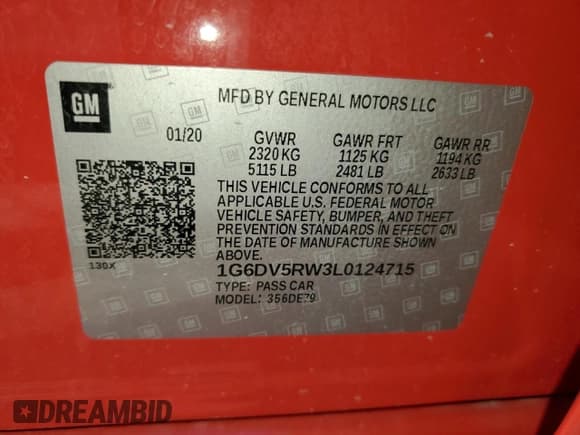 GM
MFD BY GENERAL MOTORS LLC
01/20 GVWR GAWR FRT GAWR RR
2320 KG 1125 KG 1194 KG
5115 LB 2481 LB 2633 LB
THIS VEHICLE CONFORMS TO ALL
APPLICABLE U.S. FEDERAL MOTOR
VEHICLE SAFETY, BUMPER, AND THEFT
PREVENTION STANDARDS IN EFFECT ON
THE DATE OF MANUFACTURE SHOWN
ABOVE.
130X
1G6DV5RW3L0124715
TYPE: PASS CAR
MODEL: 356DE79
DREAMBID